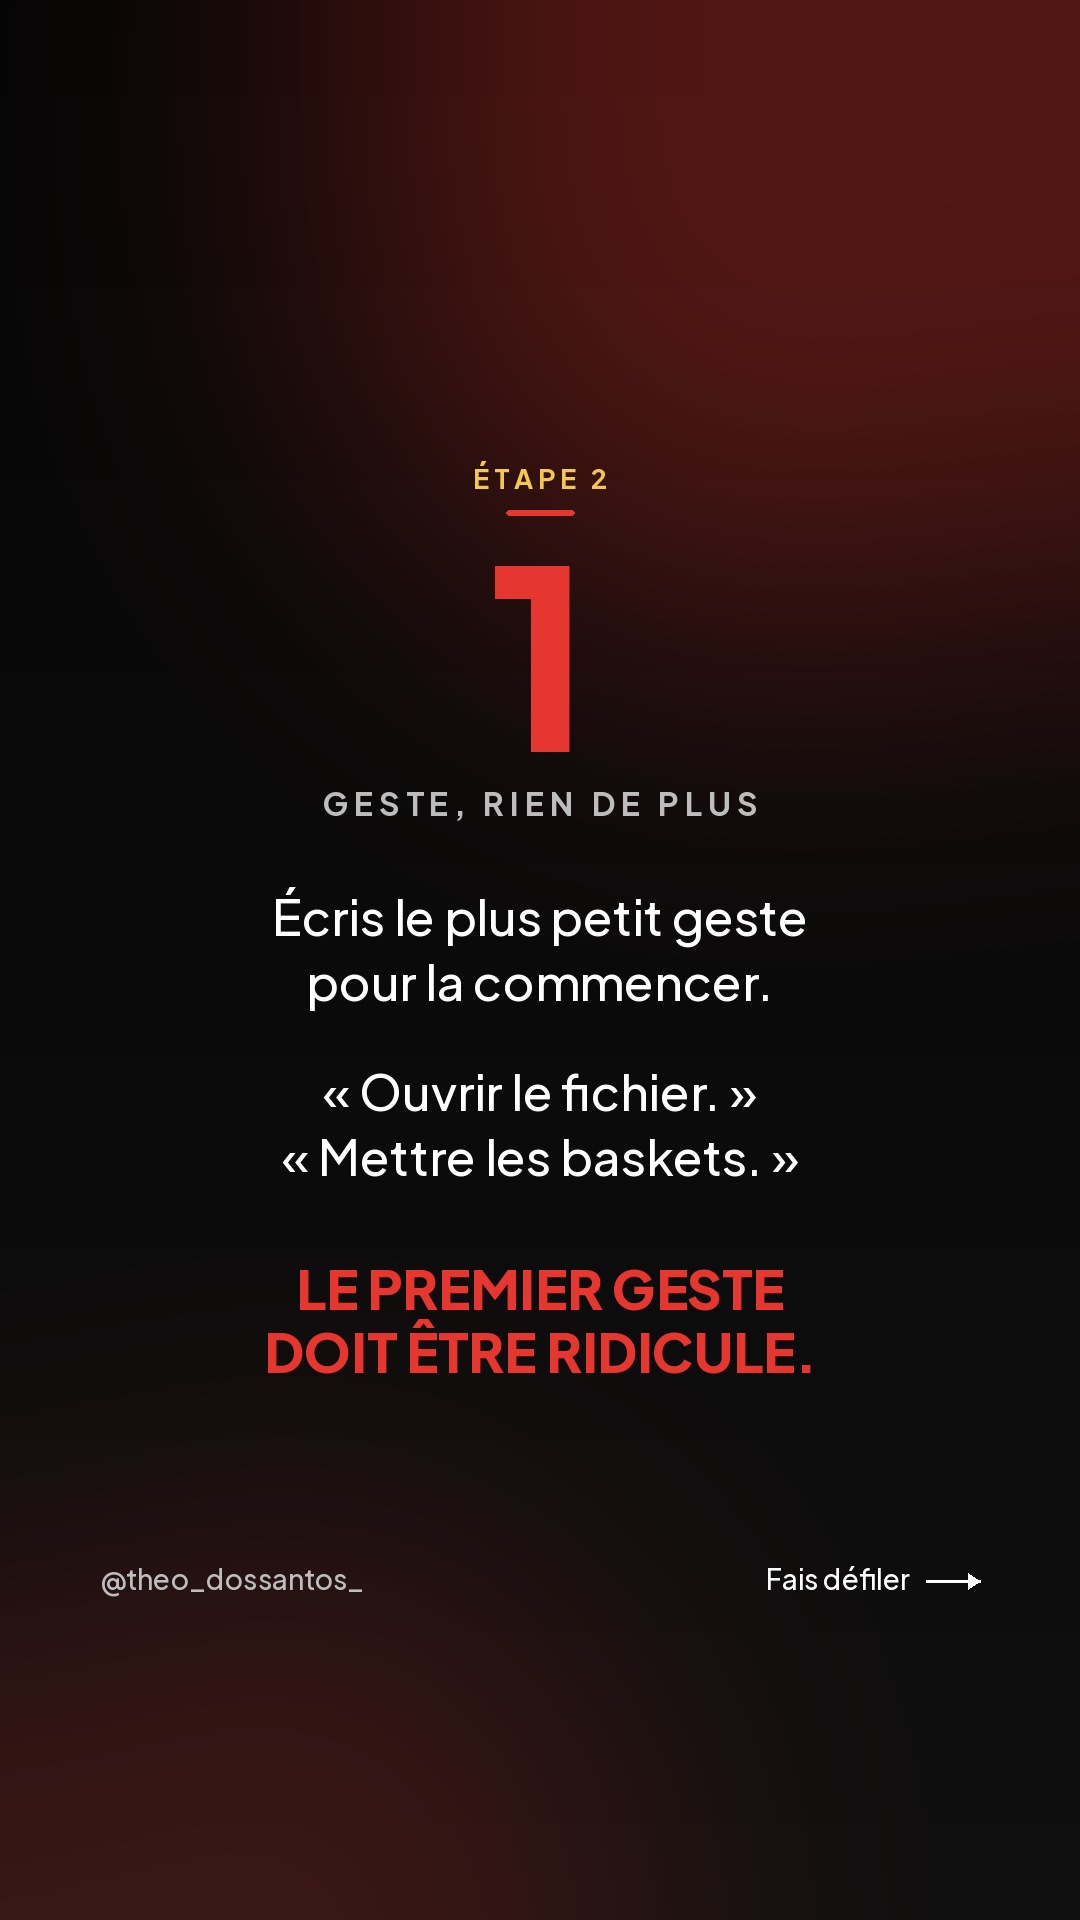 ÉTAPE 2
1
GESTE, RIEN DE PLUS
Écris le plus petit geste
pour la commencer.
« Ouvrir le fichier. »
« Mettre les baskets. »
LE PREMIER GESTE
DOIT ÊTRE RIDICULE.
@theo_dossantos_
Fais défiler